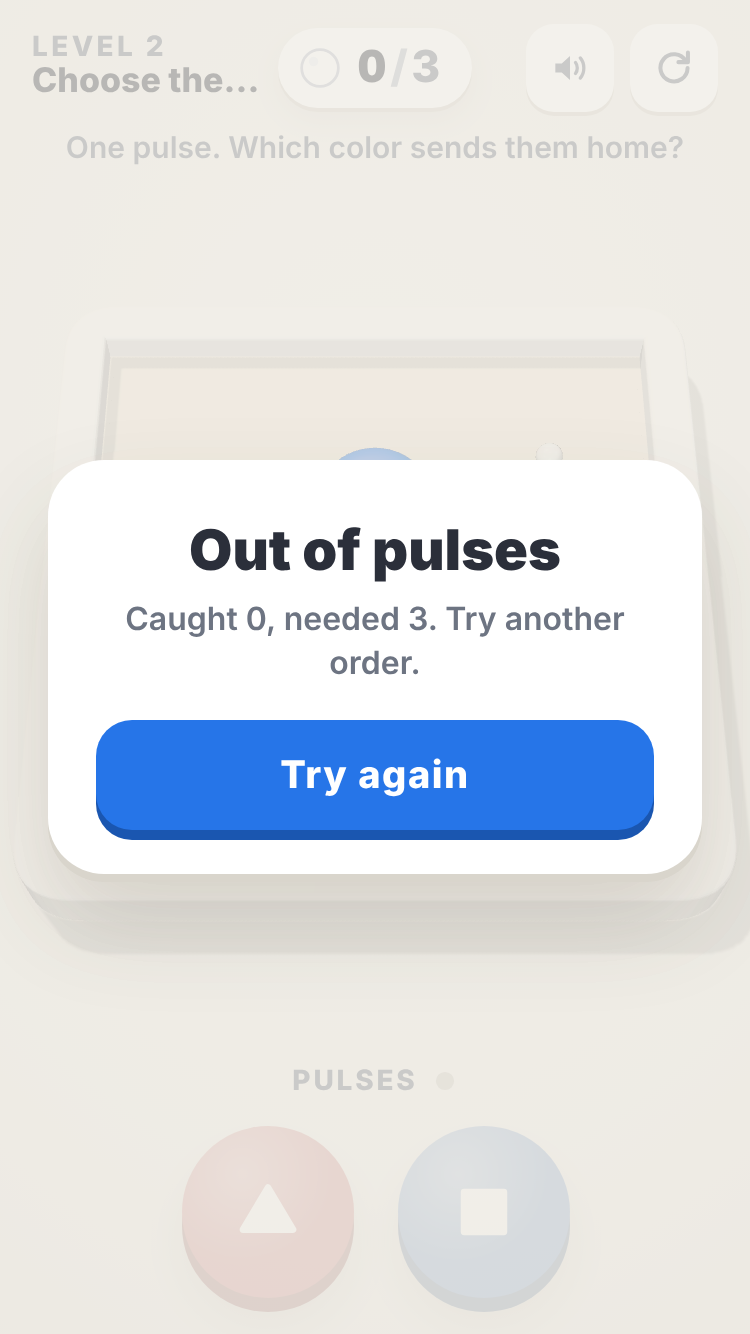 LEVEL 2
Choose the...
0/3
One pulse. Which color sends them home?
Out of pulses
Caught 0, needed 3. Try another
order.
Try again
PULSES